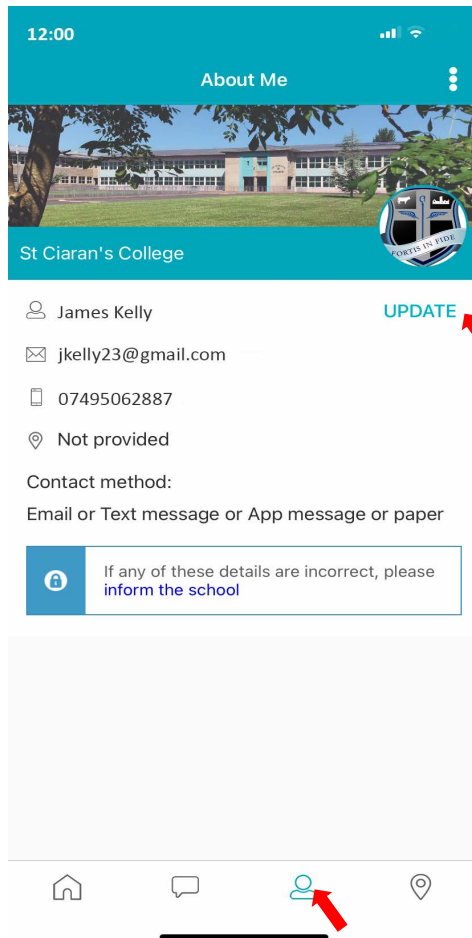 12:00
About Me
FORTIS IN FIDE
St Ciaran's College
James Kelly
UPDATE
jkelly23@gmail.com
07495062887
Not provided
Contact method:
Email or Text message or App message or paper
If any of these details are incorrect, please
inform the school